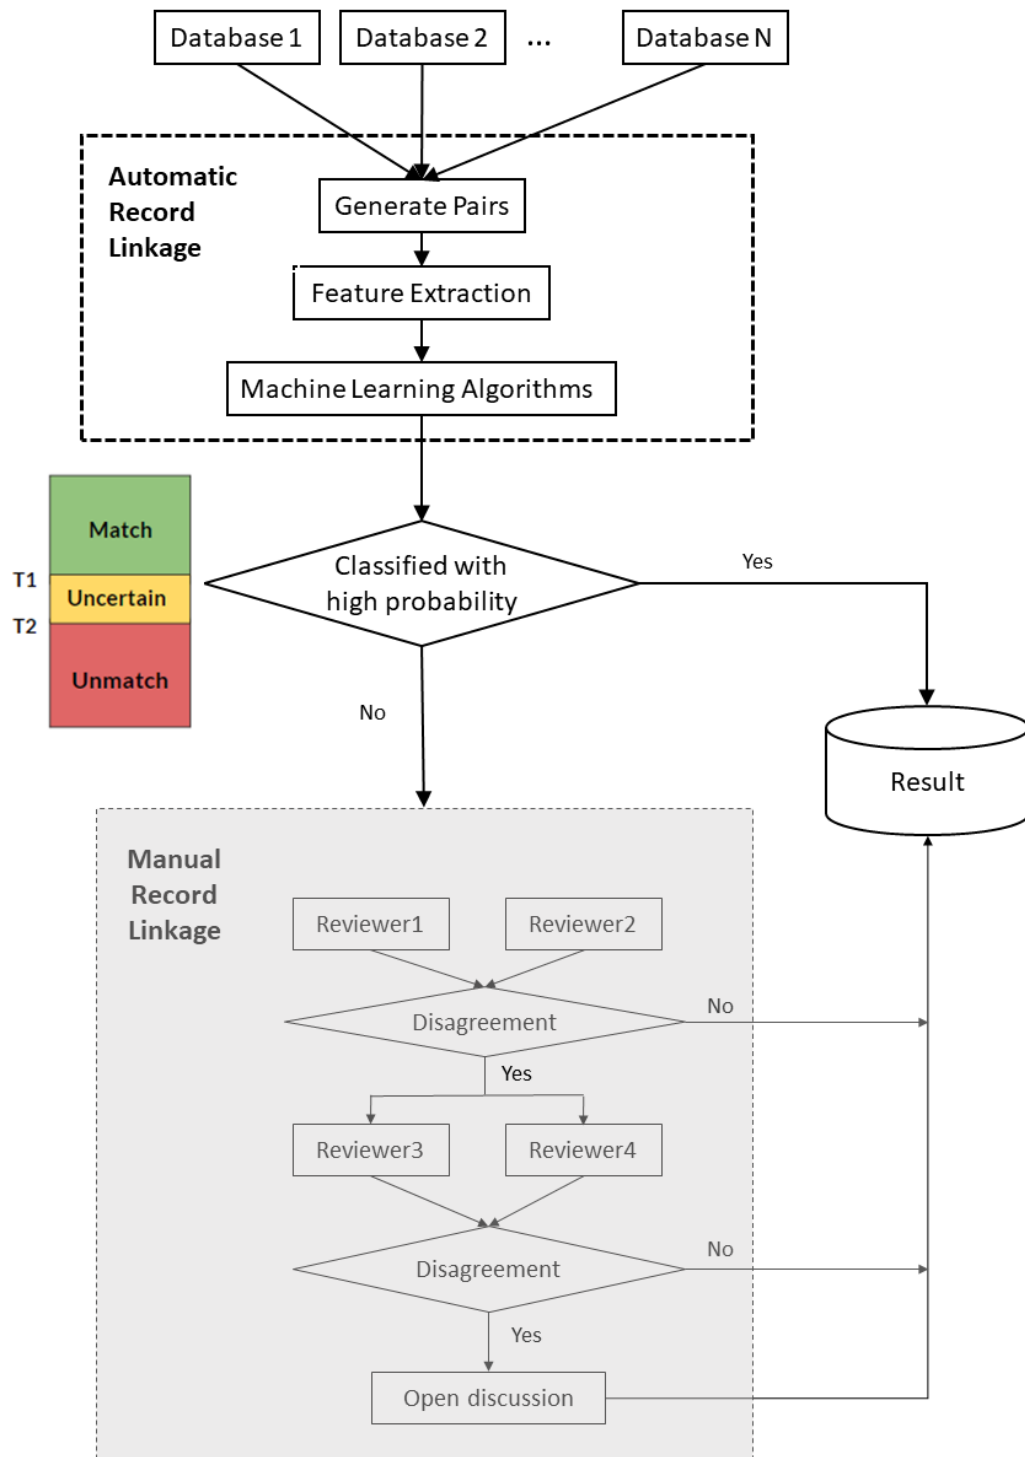 Database 1
Database 2
...
Database N
Automatic
Record
Linkage
Generate Pairs
Feature Extraction
Machine Learning Algorithms
Match
T1
Uncertain
T2
Unmatch
Classified with
high probability
Yes
No
Result
Manual
Record
Linkage
Reviewer1
Reviewer2
Disagreement
No
Yes
Reviewer3
Reviewer4
Disagreement
No
Yes
Open discussion